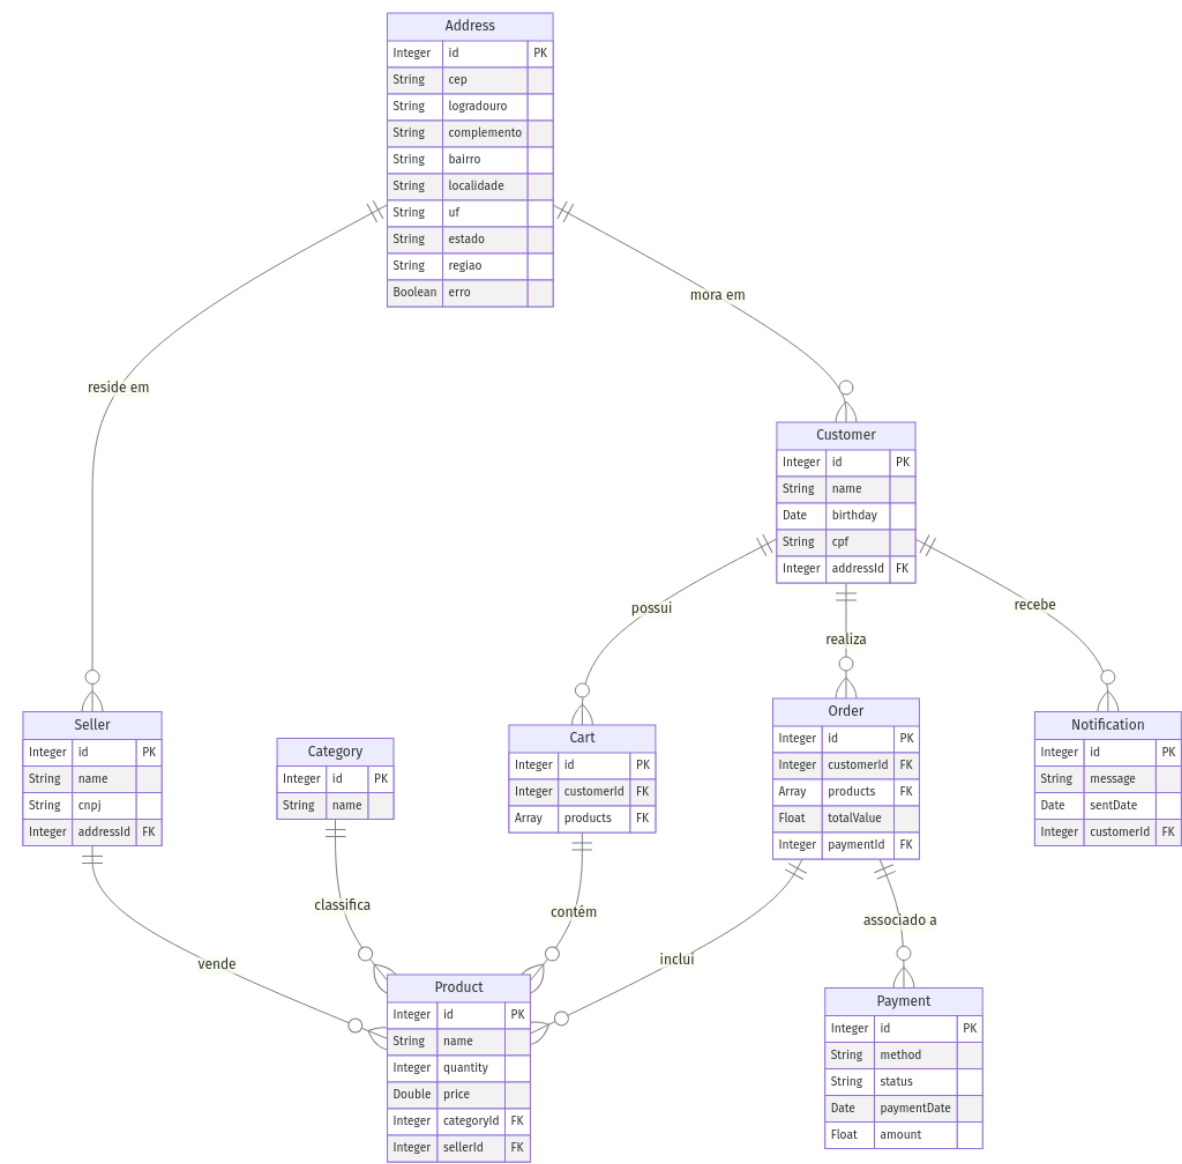 Address
Integer id PK
String cep
String logradouro
String complemento
String bairro
String localidade
String uf
String estado
String regiao
Boolean erro
mora em
reside em
Customer
Integer id PK
String name
Date birthday
String cpf
Integer addressId FK
possui
realiza
recebe
Seller
Integer id PK
String name
String cnpj
Integer addressId FK
Category
Integer id PK
String name
Cart
Integer id PK
Integer customerId FK
Array products FK
Order
Integer id PK
Integer customerId FK
Array products FK
Float totalValue
Integer paymentId FK
Notification
Integer id PK
String message
Date sentDate
Integer customerId FK
classifica
contém
associado a
vende
inclui
Product
Integer id PK
String name
Integer quantity
Double price
Integer categoryId FK
Integer sellerId FK
Payment
Integer id PK
String method
String status
Date paymentDate
Float amount